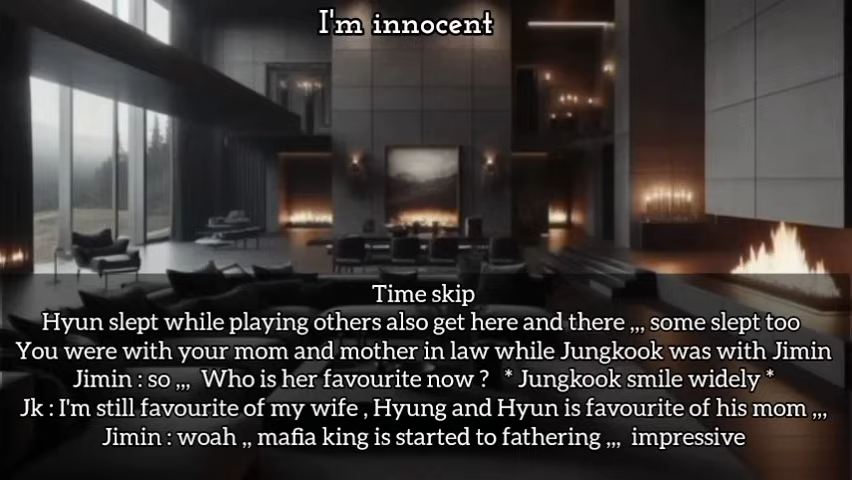 I'm innocent
Time skip
Hyun slept while playing others also get here and there ,,, some slept too
You were with your mom and mother in law while Jungkook was with Jimin
Jimin : so ,,, Who is her favourite now ? * Jungkook smile widely *
Jk : I'm still favourite of my wife , Hyung and Hyun is favourite of his mom ,,,
Jimin : woah ,, mafia king is started to fathering ,,, impressive